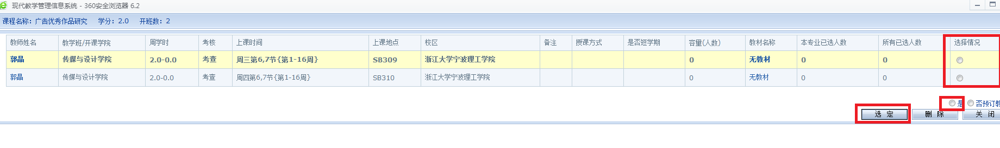 现代教学管理信息系统 - 360安全浏览器 6.2
课程名称：广告优秀作品研究 学分：2.0 开班数：2
教师姓名 教学班/开课学院 周学时 考核 上课时间 上课地点 校区 备注 授课方式 是否短学期 容量(人数) 教材名称 本专业已选人数 所有已选人数 选择情况
郭晶 传媒与设计学院 2.0-0.0 考查 周三第6,7节{第1-16周} SB309 浙江大学宁波理工学院 0 无教材 0 0
郭晶 传媒与设计学院 2.0-0.0 考查 周四第6,7节{第1-16周} SB310 浙江大学宁波理工学院 0 无教材 0 0
是 否预订教
选 定 删 除 关 闭